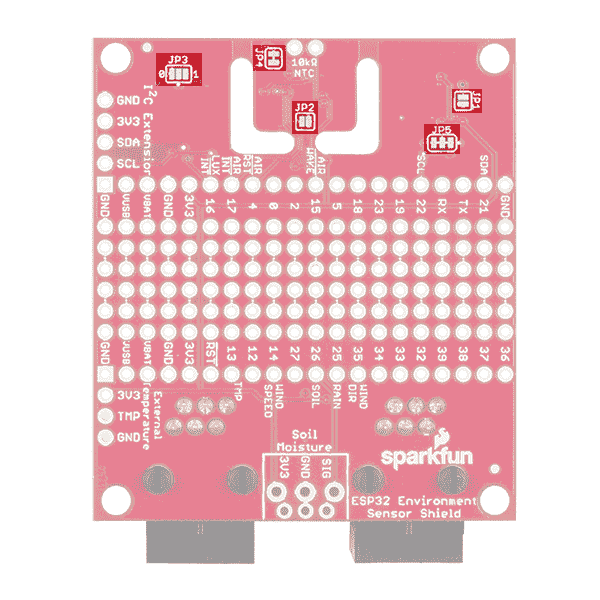 JP3
0 1
JP4
10kΩ
NTC
JP2
JP1
JP5
I²C Extension
GND
3V3
SDA
SCL
LUX INT
AIR INT
AIR RST
AIR WAKE
SCL
SDA
GND VUSB VBAT GND 3V3 16 17 4 0 2 15 5 18 23 19 22 RX TX 21 GND
GND VUSB VBAT GND 3V3 RST 13 12 14 27 26 25 35 34 33 32 39 38 37 36
3V3
TMP
GND
External Temperature
TMP
WIND SPEED
SOIL
RAIN
WIND DIR
Soil
Moisture
3V3
GND
SIG
sparkfun
ESP32 Environment
Sensor Shield